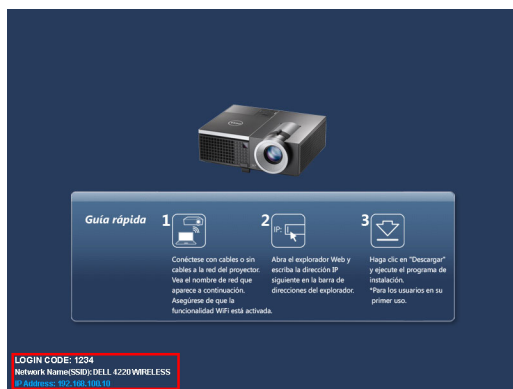 Guía rápida
1
Conéctese con cables o sin
cables a la red del proyector.
Vea el nombre de red que
aparece a continuación.
Asegúrese de que la
funcionalidad WiFi está activada.
2
IP:
Abra el explorador Web y
escriba la dirección IP
siguiente en la barra de
direcciones del explorador.
3
Haga clic en "Descargar"
y ejecute el programa de
instalación.
*Para los usuarios en su
primer uso.
LOGIN CODE: 1234
Network Name(SSID): DELL 4220 WIRELESS
IP Address: 192.168.100.10